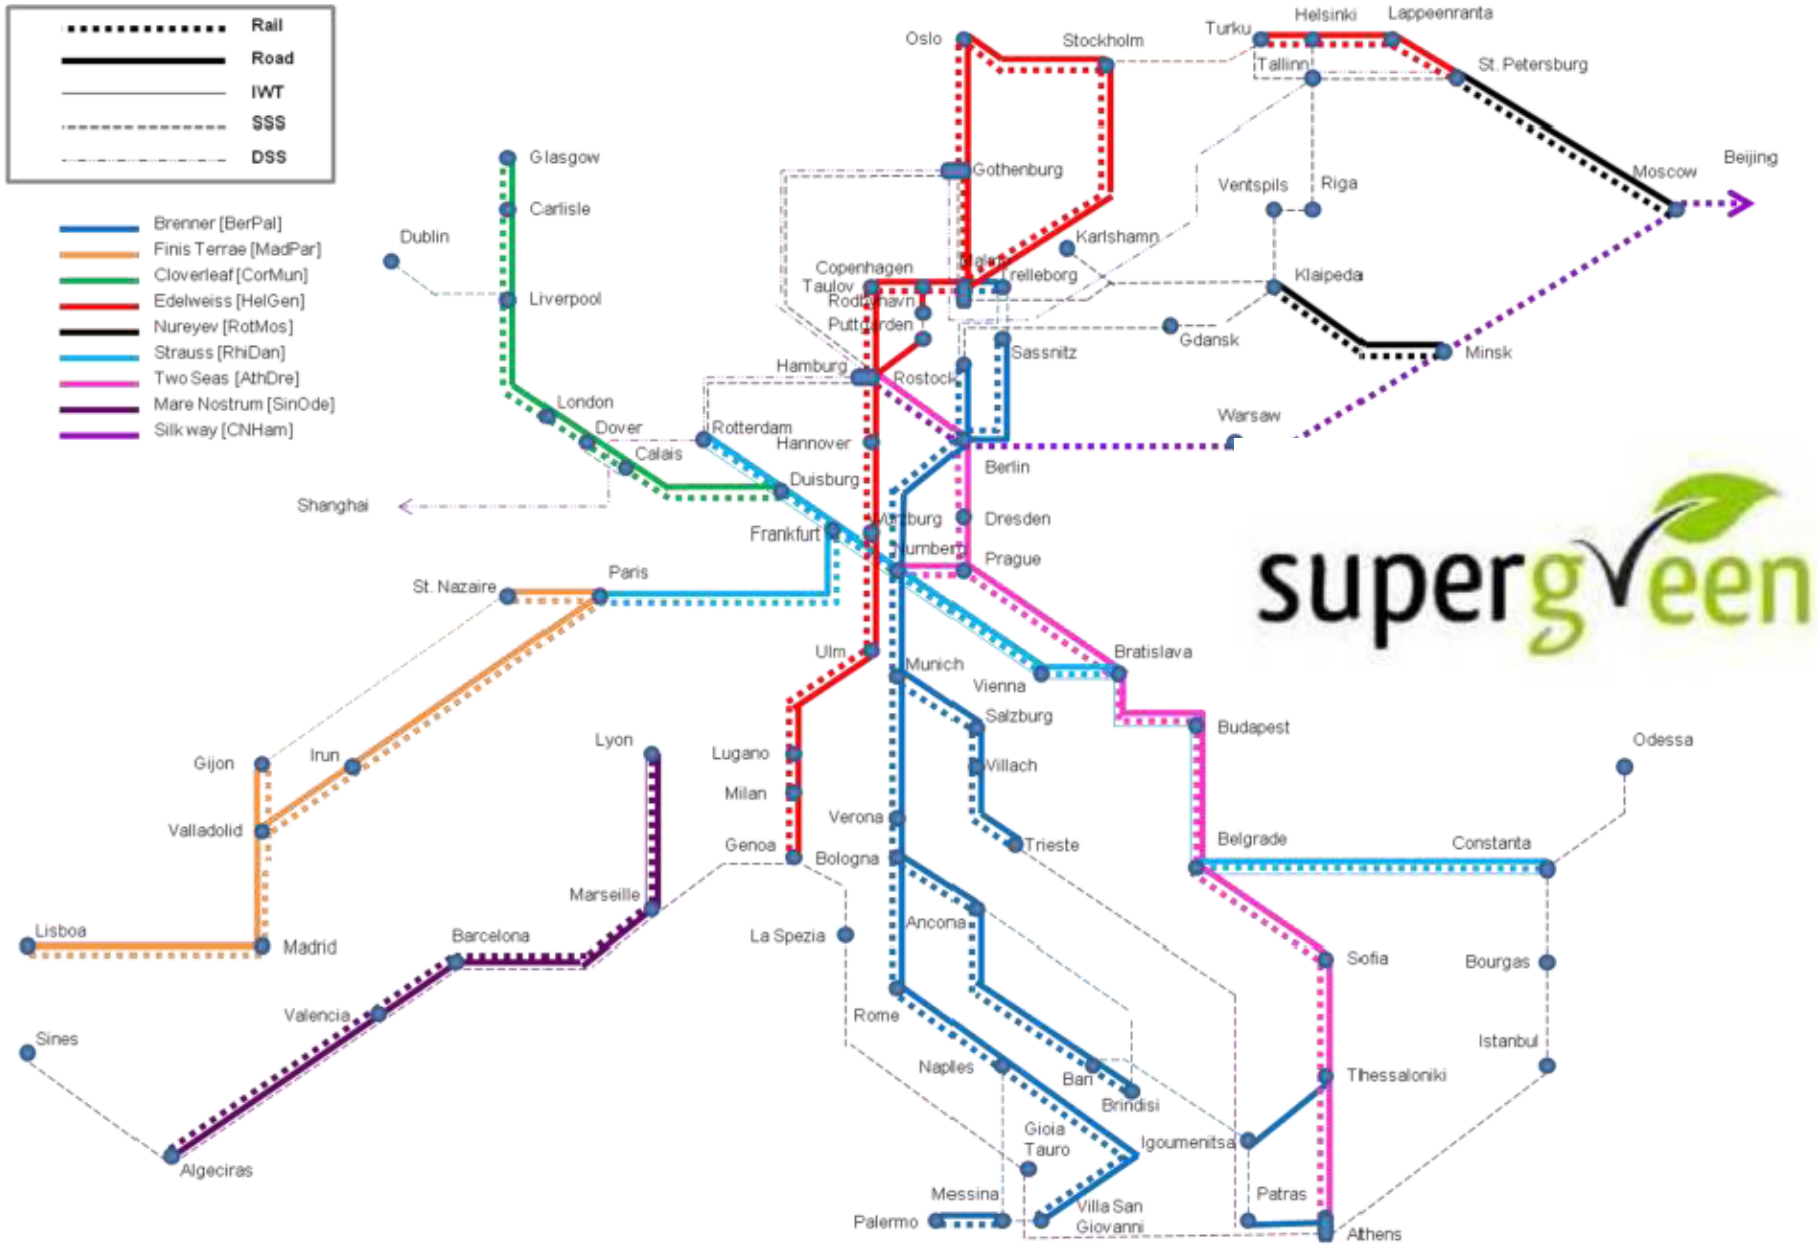 Rail
Road
IWT
SSS
DSS
Brenner [BerPal]
Finis Terrae [MadPar]
Cloverleaf [CorMun]
Edelweiss [HelGen]
Nureyev [RotMos]
Strauss [RhiDan]
Two Seas [AthDre]
Mare Nostrum [SinOde]
Silk way [CNHam]
Oslo
Stockholm
Turku
Helsinki
Lappeenranta
Tallinn
St. Petersburg
Glasgow
Carlisle
Dublin
Liverpool
Gothenburg
Ventspils
Riga
Moscow
Beijing
Karlshamn
Copenhagen
Taulov
Trelleborg
Klaipeda
Rodbyhavn
Puttgarden
Sassnitz
Gdansk
Minsk
Hamburg
Rostock
London
Dover
Calais
Rotterdam
Hannover
Warsaw
Berlin
Duisburg
Shanghai
Frankfurt
Wurzburg
Dresden
Nurnberg
Prague
supergreen
St. Nazaire
Paris
Ulm
Munich
Vienna
Bratislava
Salzburg
Budapest
Gijon
Irun
Lyon
Lugano
Villach
Odessa
Milan
Valladolid
Verona
Genoa
Bologna
Trieste
Belgrade
Constanta
Marseille
Lisboa
Madrid
Barcelona
La Spezia
Ancona
Sofia
Bourgas
Valencia
Rome
Sines
Istanbul
Naples
Bari
Brindisi
Thessaloniki
Algeciras
Gioia
Tauro
Igoumenitsa
Messina
Palermo
Villa San
Giovanni
Patras
Athens